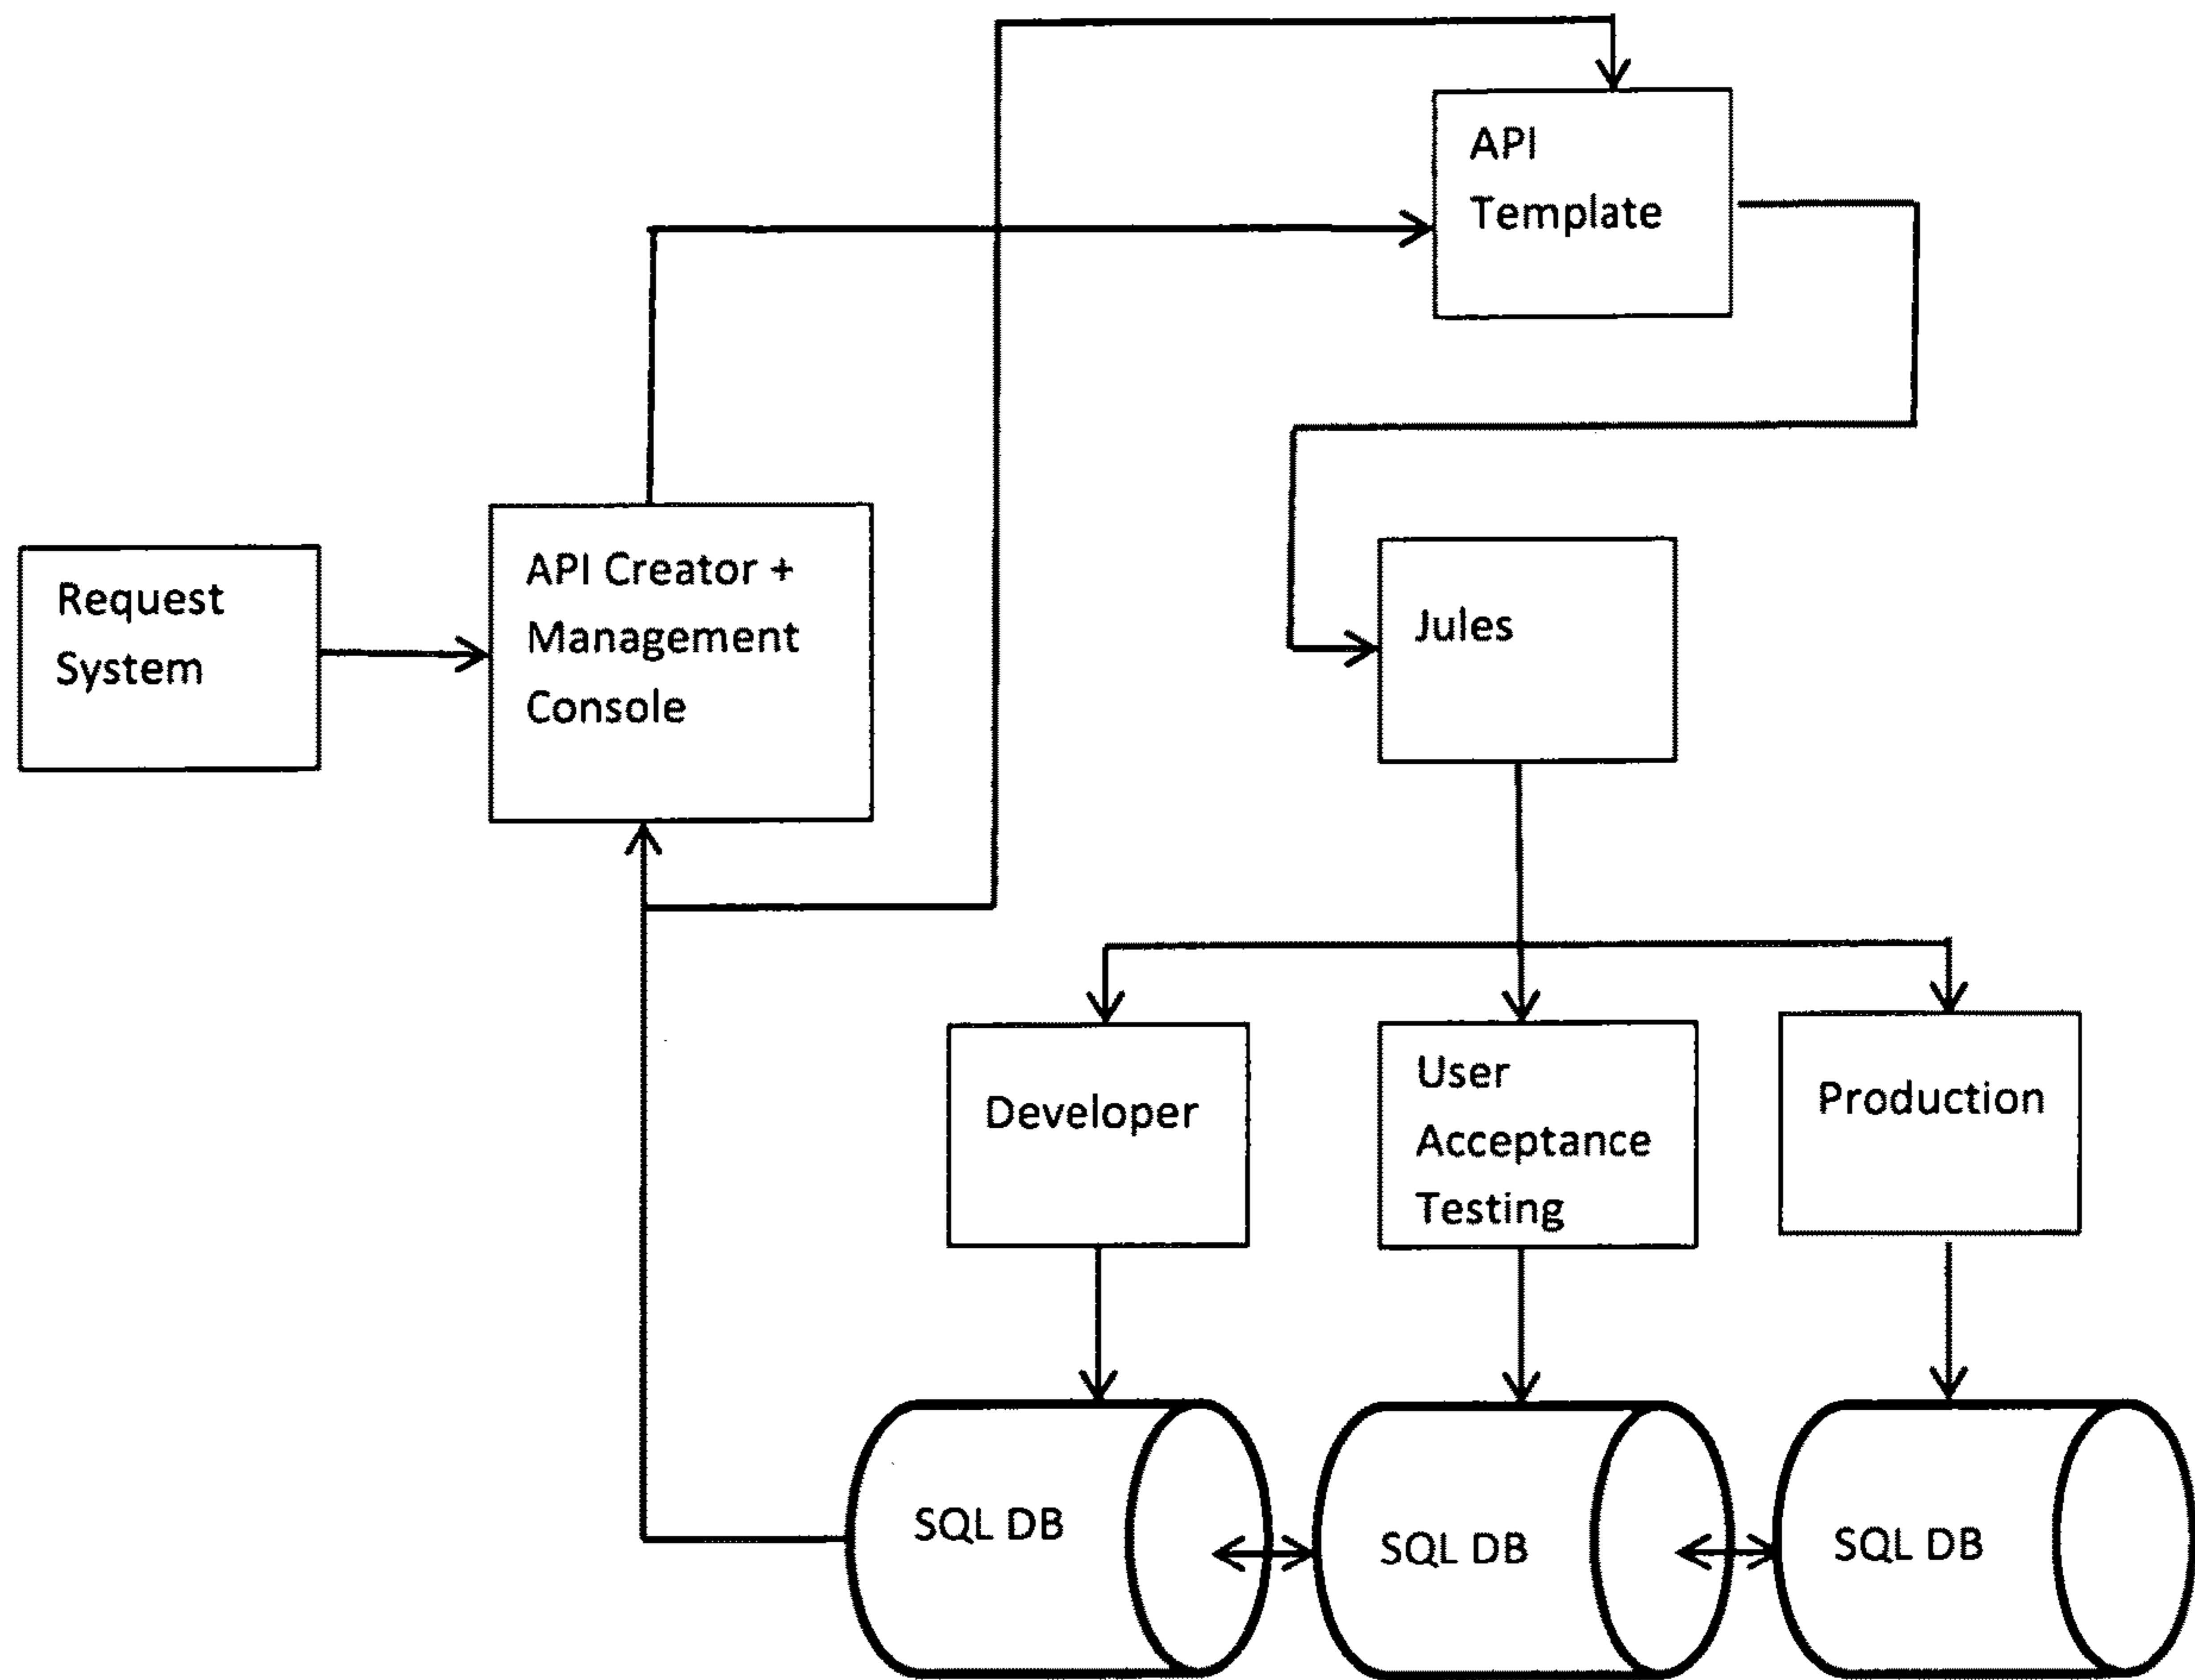 API
Template
Request
System
API Creator +
Management
Console
Jules
Developer
User
Acceptance
Testing
Production
SQL DB
SQL DB
SQL DB